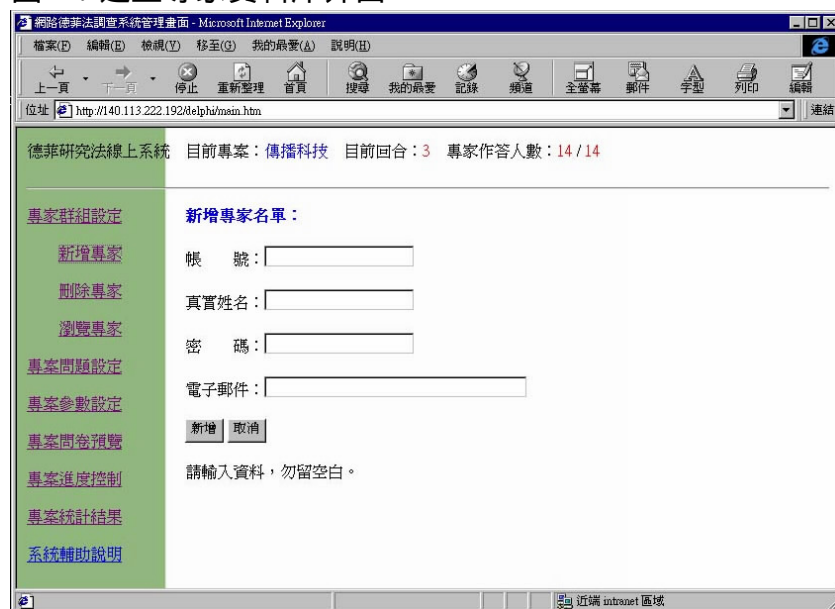 網路德菲法調查系統管理畫面 - Microsoft Internet Explorer
檔案(F) 編輯(E) 檢視(V) 移至(G) 我的最愛(A) 說明(H)
上一頁 下一頁 停止 重新整理 首頁 搜尋 我的最愛 記錄 頻道 全螢幕 郵件 字型 列印 編輯
位址 http://140.113.222.192/delphi/main.htm 連結
德菲研究法線上系統 目前專案：傳播科技 目前回合：3 專家作答人數：14 / 14
專家群組設定
新增專家
刪除專家
瀏覽專家
專案問題設定
專案參數設定
專案問卷預覽
專案進度控制
專案統計結果
系統輔助說明
新增專家名單：
帳 號：
真實姓名：
密 碼：
電子郵件：
新增 取消
請輸入資料，勿留空白。
近端 intranet 區域